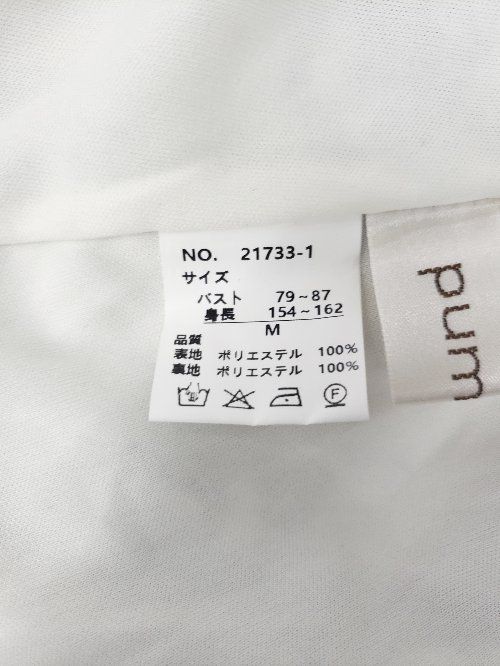 NO. 21733-1
サイズ
バスト 79~87
身長 154~162
M
品質
表地 ポリエステル 100%
裏地 ポリエステル 100%
F
pum